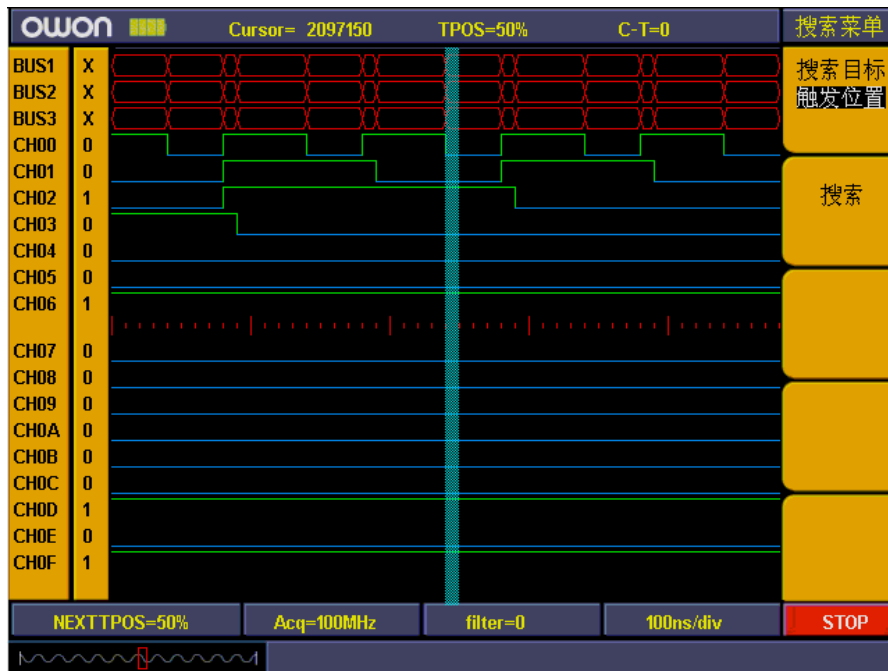 OWON Cursor= 2097150 TPOS=50% C-T=0 搜索菜单
BUS1 X
BUS2 X
BUS3 X
CH00 0
CH01 0
CH02 1
CH03 0
CH04 0
CH05 0
CH06 1
CH07 0
CH08 0
CH09 0
CH0A 0
CH0B 0
CH0C 0
CH0D 1
CH0E 0
CH0F 1
搜索目标
触发位置
搜索
NEXTTPOS=50% Acq=100MHz filter=0 100ns/div STOP